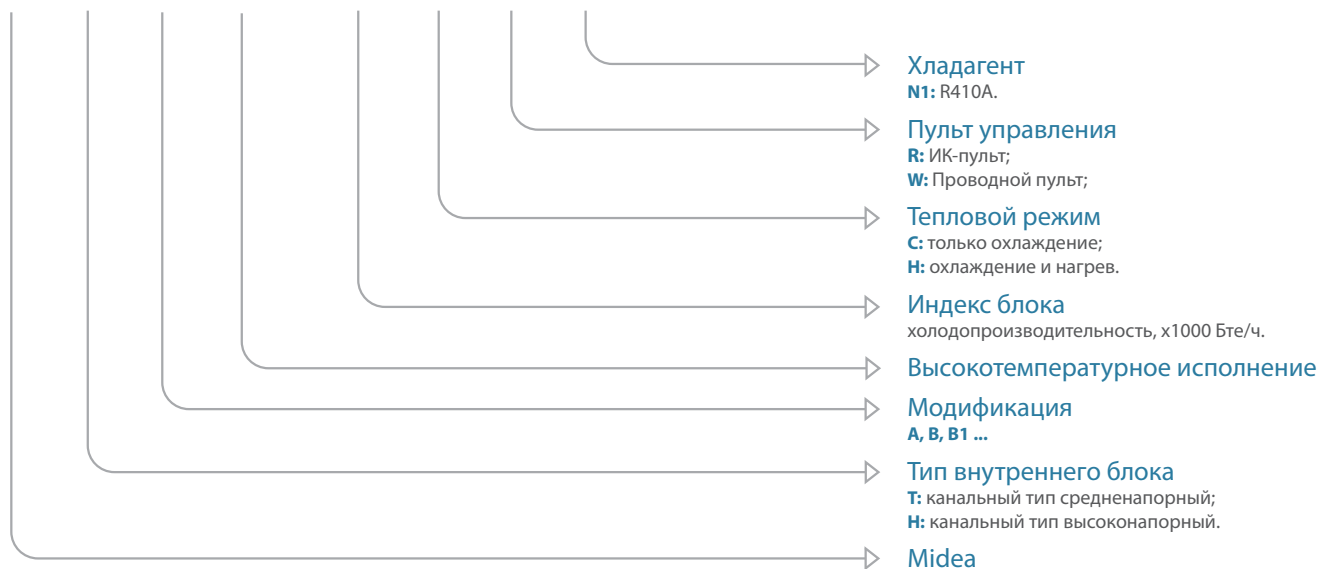 Хладагент
N1: R410A.
Пульт управления
R: ИК-пульт;
W: Проводной пульт;
Тепловой режим
C: только охлаждение;
H: охлаждение и нагрев.
Индекс блока
холодопроизводительность, х1000 Бте/ч.
Высокотемпературное исполнение
Модификация
A, B, B1 ...
Тип внутреннего блока
T: канальный тип средненапорный;
H: канальный тип высоконапорный.
Midea